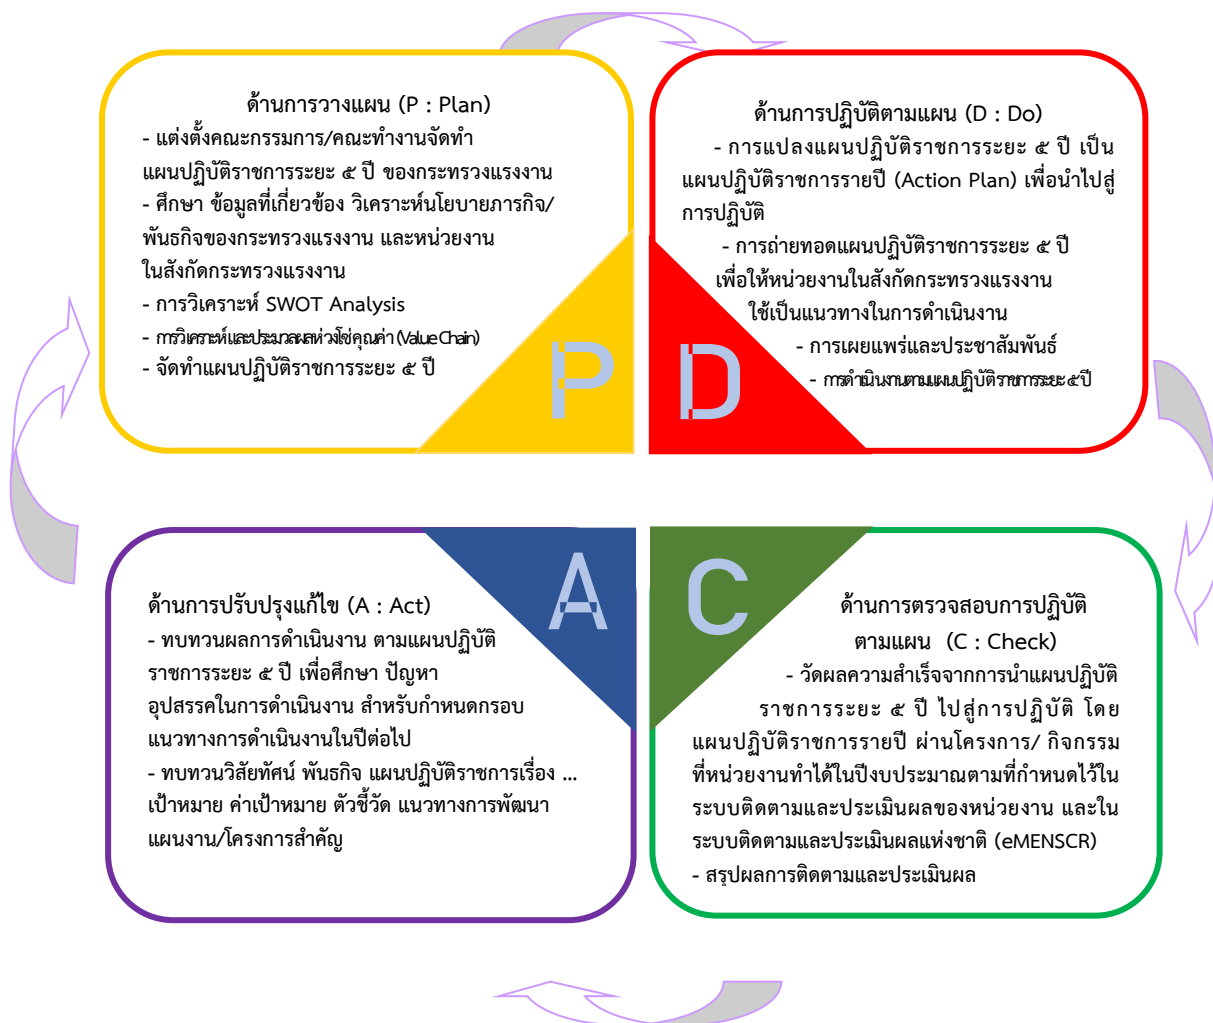 ด้านการวางแผน (P : Plan)
- แต่งตั้งคณะกรรมการ/คณะทำงานจัดทำ
แผนปฏิบัติราชการระยะ ๕ ปี ของกระทรวงแรงงาน
- ศึกษา ข้อมูลที่เกี่ยวข้อง วิเคราะห์นโยบายภารกิจ/
พันธกิจของกระทรวงแรงงาน และหน่วยงาน
ในสังกัดกระทรวงแรงงาน
- การวิเคราะห์ SWOT Analysis
- การวิเคราะห์และประมวลผลห่วงโซ่คุณค่า (Value Chain)
- จัดทำแผนปฏิบัติราชการระยะ ๕ ปี
P
ด้านการปฏิบัติตามแผน (D : Do)
- การแปลงแผนปฏิบัติราชการระยะ ๕ ปี เป็น
แผนปฏิบัติราชการรายปี (Action Plan) เพื่อนำไปสู่
การปฏิบัติ
- การถ่ายทอดแผนปฏิบัติราชการระยะ ๕ ปี
เพื่อให้หน่วยงานในสังกัดกระทรวงแรงงาน
ใช้เป็นแนวทางในการดำเนินงาน
- การเผยแพร่และประชาสัมพันธ์
- การดำเนินงานตามแผนปฏิบัติราชการระยะ ๕ ปี
D
A
ด้านการปรับปรุงแก้ไข (A : Act)
- ทบทวนผลการดำเนินงาน ตามแผนปฏิบัติ
ราชการระยะ ๕ ปี เพื่อศึกษา ปัญหา
อุปสรรคในการดำเนินงาน สำหรับกำหนดกรอบ
แนวทางการดำเนินงานในปีต่อไป
- ทบทวนวิสัยทัศน์ พันธกิจ แผนปฏิบัติราชการเรื่อง ...
เป้าหมาย ค่าเป้าหมาย ตัวชี้วัด แนวทางการพัฒนา
แผนงาน/โครงการสำคัญ
C
ด้านการตรวจสอบการปฏิบัติ
ตามแผน (C : Check)
- วัดผลความสำเร็จจากการนำแผนปฏิบัติ
ราชการระยะ ๕ ปี ไปสู่การปฏิบัติ โดย
แผนปฏิบัติราชการรายปี ผ่านโครงการ/ กิจกรรม
ที่หน่วยงานทำได้ในปีงบประมาณตามที่กำหนดไว้ใน
ระบบติดตามและประเมินผลของหน่วยงาน และใน
ระบบติดตามและประเมินผลแห่งชาติ (eMENSCR)
- สรุปผลการติดตามและประเมินผล